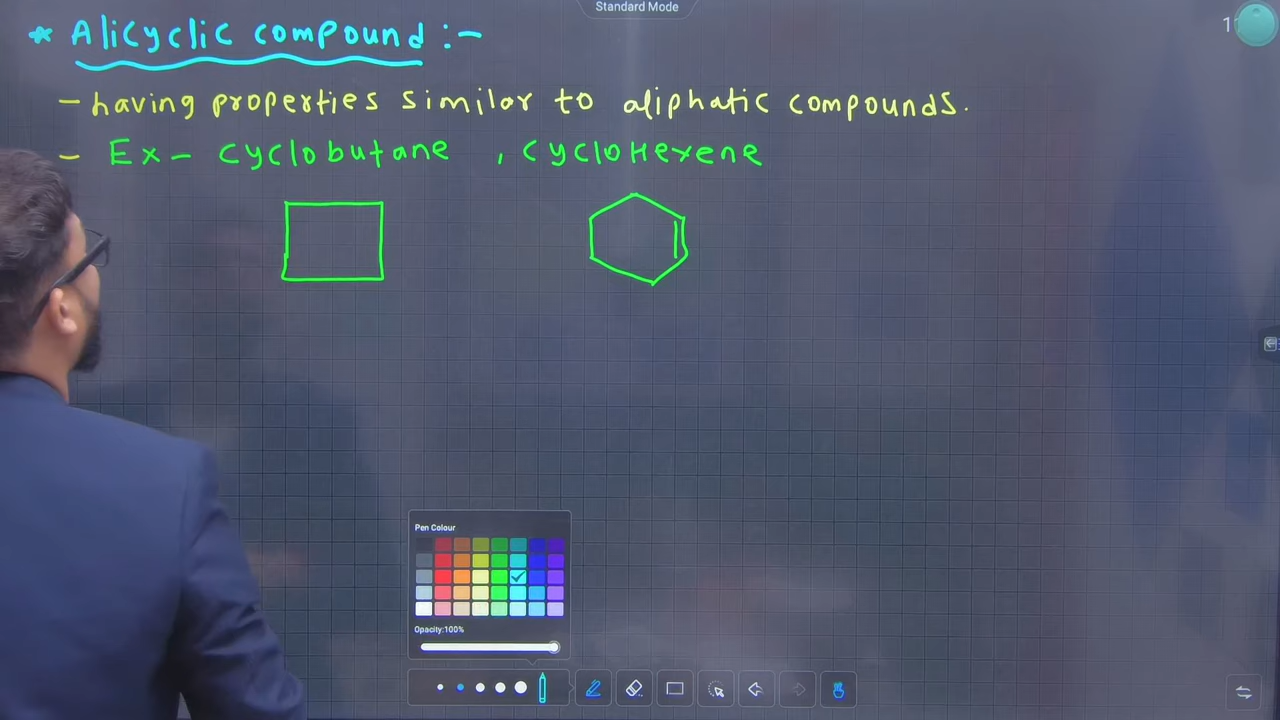 Standard Mode
* Alicyclic compound :-
- having properties similar to aliphatic compounds.
- Ex- cyclobutane , cycloHexene
Pen Colour
Opacity:100%